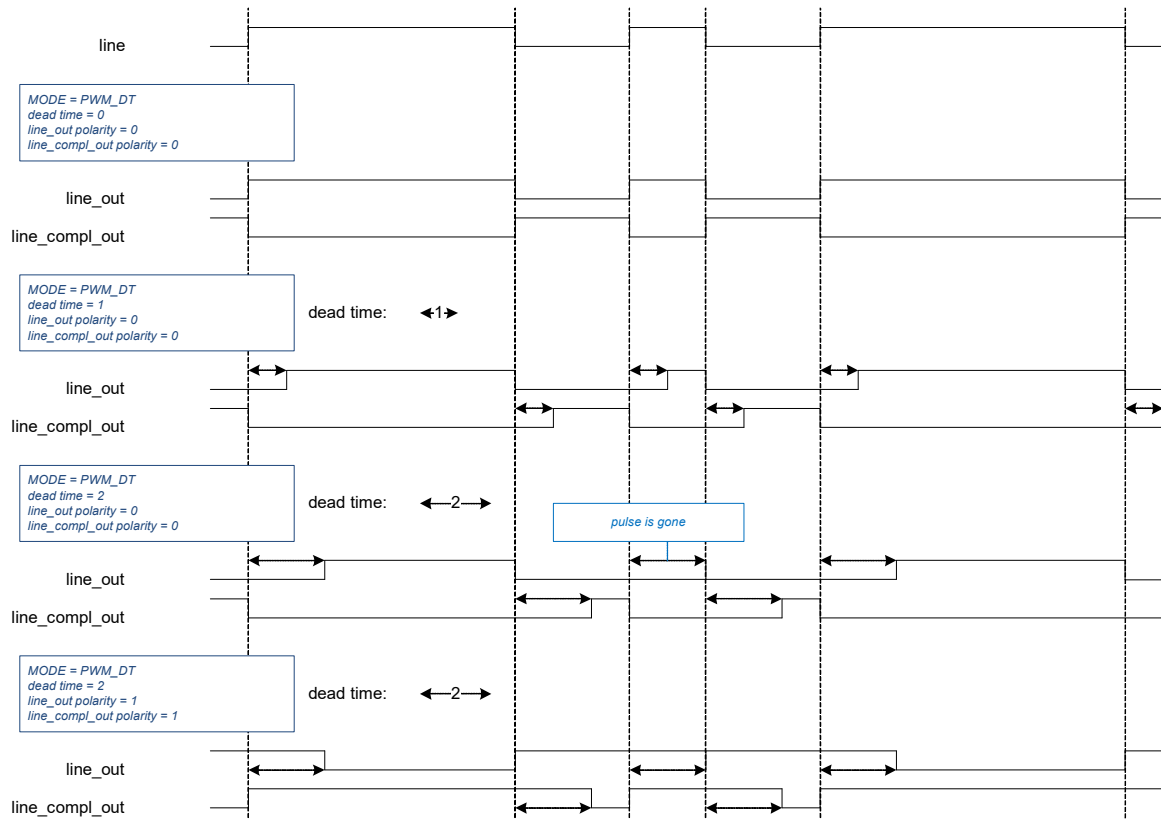 line
MODE = PWM_DT
dead time = 0
line_out polarity = 0
line_compl_out polarity = 0
line_out
line_compl_out
MODE = PWM_DT
dead time = 1
line_out polarity = 0
line_compl_out polarity = 0
dead time:
1
line_out
line_compl_out
MODE = PWM_DT
dead time = 2
line_out polarity = 0
line_compl_out polarity = 0
dead time:
2
pulse is gone
line_out
line_compl_out
MODE = PWM_DT
dead time = 2
line_out polarity = 1
line_compl_out polarity = 1
dead time:
2
line_out
line_compl_out